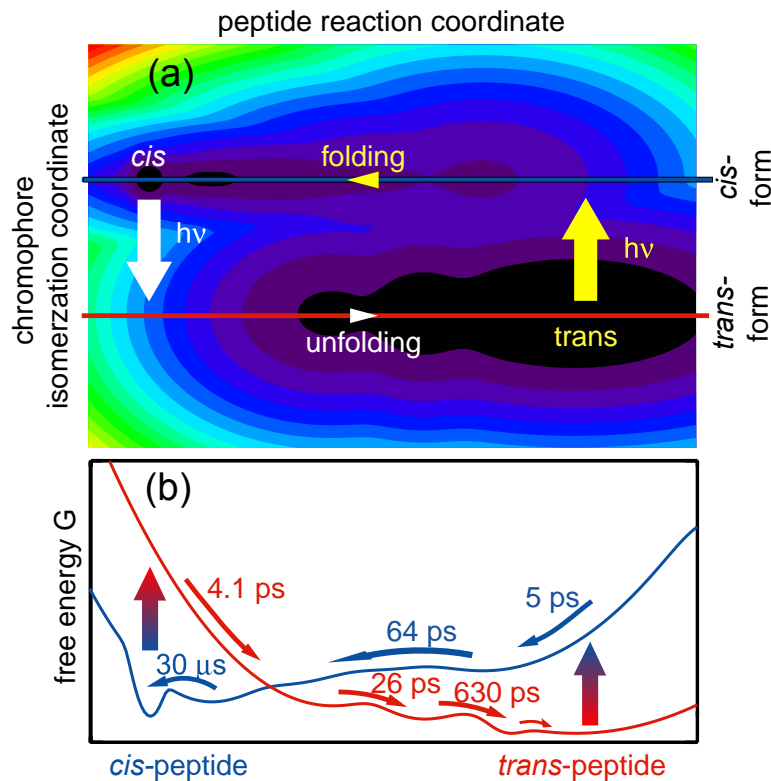 peptide reaction coordinate
(a)
chromophore
isomerzation coordinate
cis
folding
cis-
form
hν
hν
unfolding
trans
trans-
form
(b)
free energy G
4.1 ps
5 ps
64 ps
30 µs
26 ps
630 ps
cis-peptide
trans-peptide